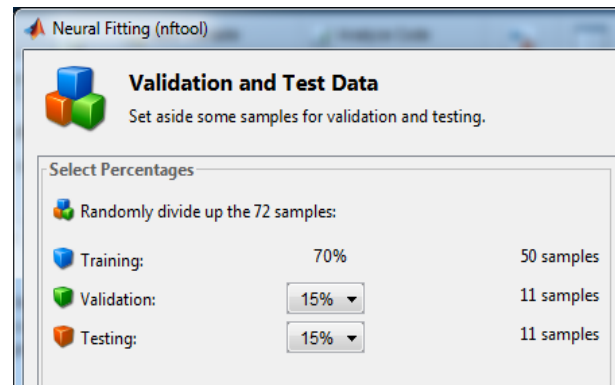 Neural Fitting (nftool)
Validation and Test Data
Set aside some samples for validation and testing.
Select Percentages
Randomly divide up the 72 samples:
Training: 70% 50 samples
Validation: 15% 11 samples
Testing: 15% 11 samples